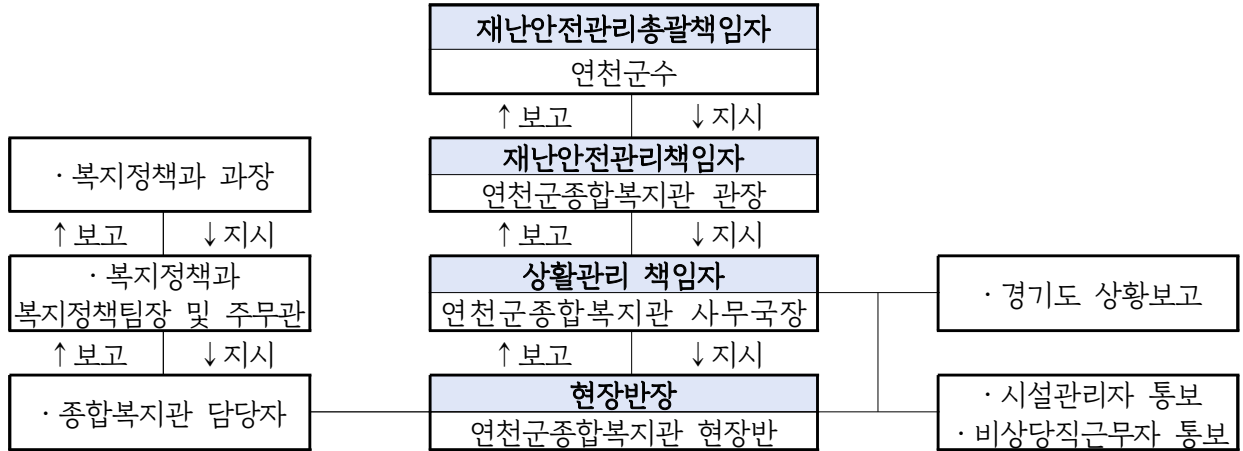 재난안전관리총괄책임자
연천군수
↑보고 ↓지시
재난안전관리책임자
연천군종합복지관 관장
· 복지정책과 과장
↑보고 ↓지시
↑보고 ↓지시
· 복지정책과
복지정책팀장 및 주무관
상활관리 책임자
연천군종합복지관 사무국장
· 경기도 상황보고
↑보고 ↓지시
↑보고 ↓지시
· 종합복지관 담당자
현장반장
연천군종합복지관 현장반
· 시설관리자 통보
· 비상당직근무자 통보